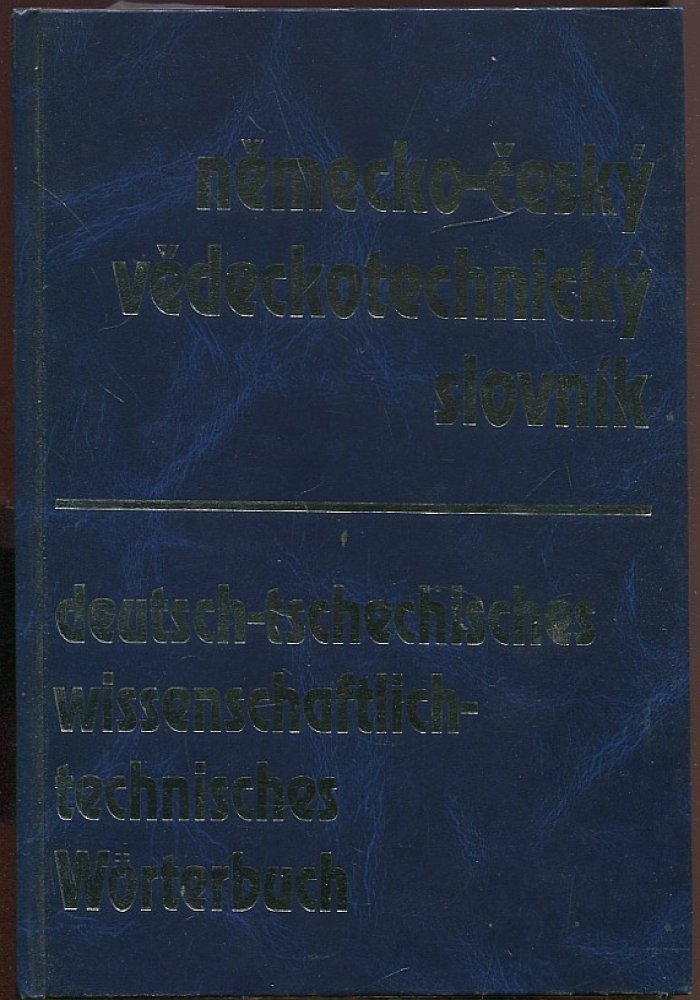 německo-český
vědeckotechnický
slovník
deutsch-tschechisches
wissenschaftlich-
technisches
Wörterbuch